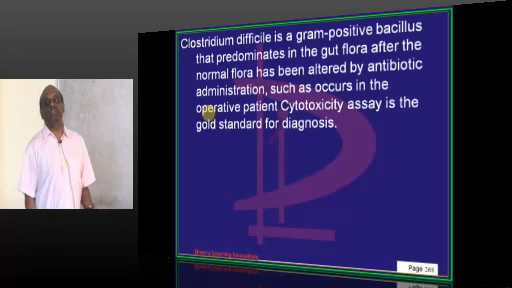 Clostridium difficile is a gram-positive bacillus
that predominates in the gut flora after the
normal flora has been altered by antibiotic
administration, such as occurs in the
operative patient Cytotoxicity assay is the
gold standard for diagnosis.
Page 268